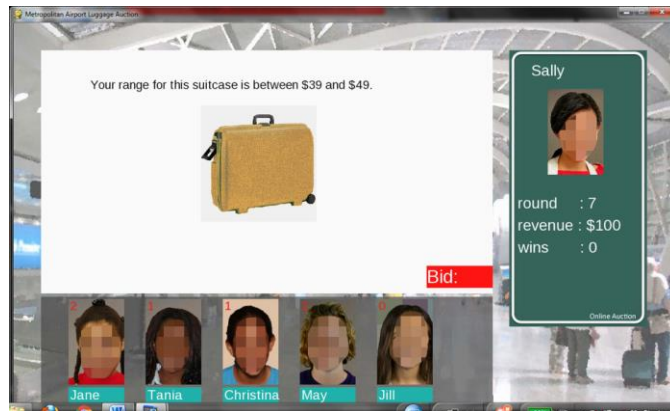 Metropolitan Airport Luggage Auction
Your range for this suitcase is between $39 and $49.
Bid:
Sally
round : 7
revenue : $100
wins : 0
Online Auction
2
1
1
0
Jane
Tania
Christina
May
Jill